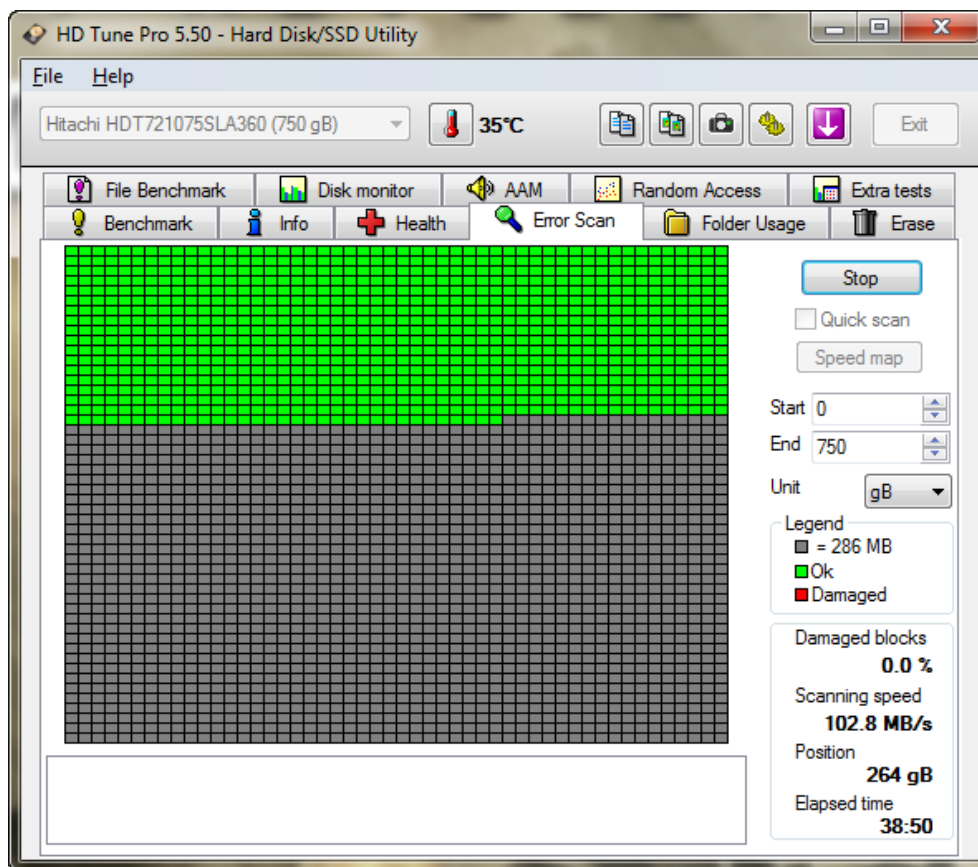 HD Tune Pro 5.50 - Hard Disk/SSD Utility
File Help
Hitachi HDT721075SLA360 (750 gB) 35°C Exit
File Benchmark Disk monitor AAM Random Access Extra tests
Benchmark Info Health Error Scan Folder Usage Erase
Stop
Quick scan
Speed map
Start 0
End 750
Unit gB
Legend
= 286 MB
Ok
Damaged
Damaged blocks
0.0 %
Scanning speed
102.8 MB/s
Position
264 gB
Elapsed time
38:50